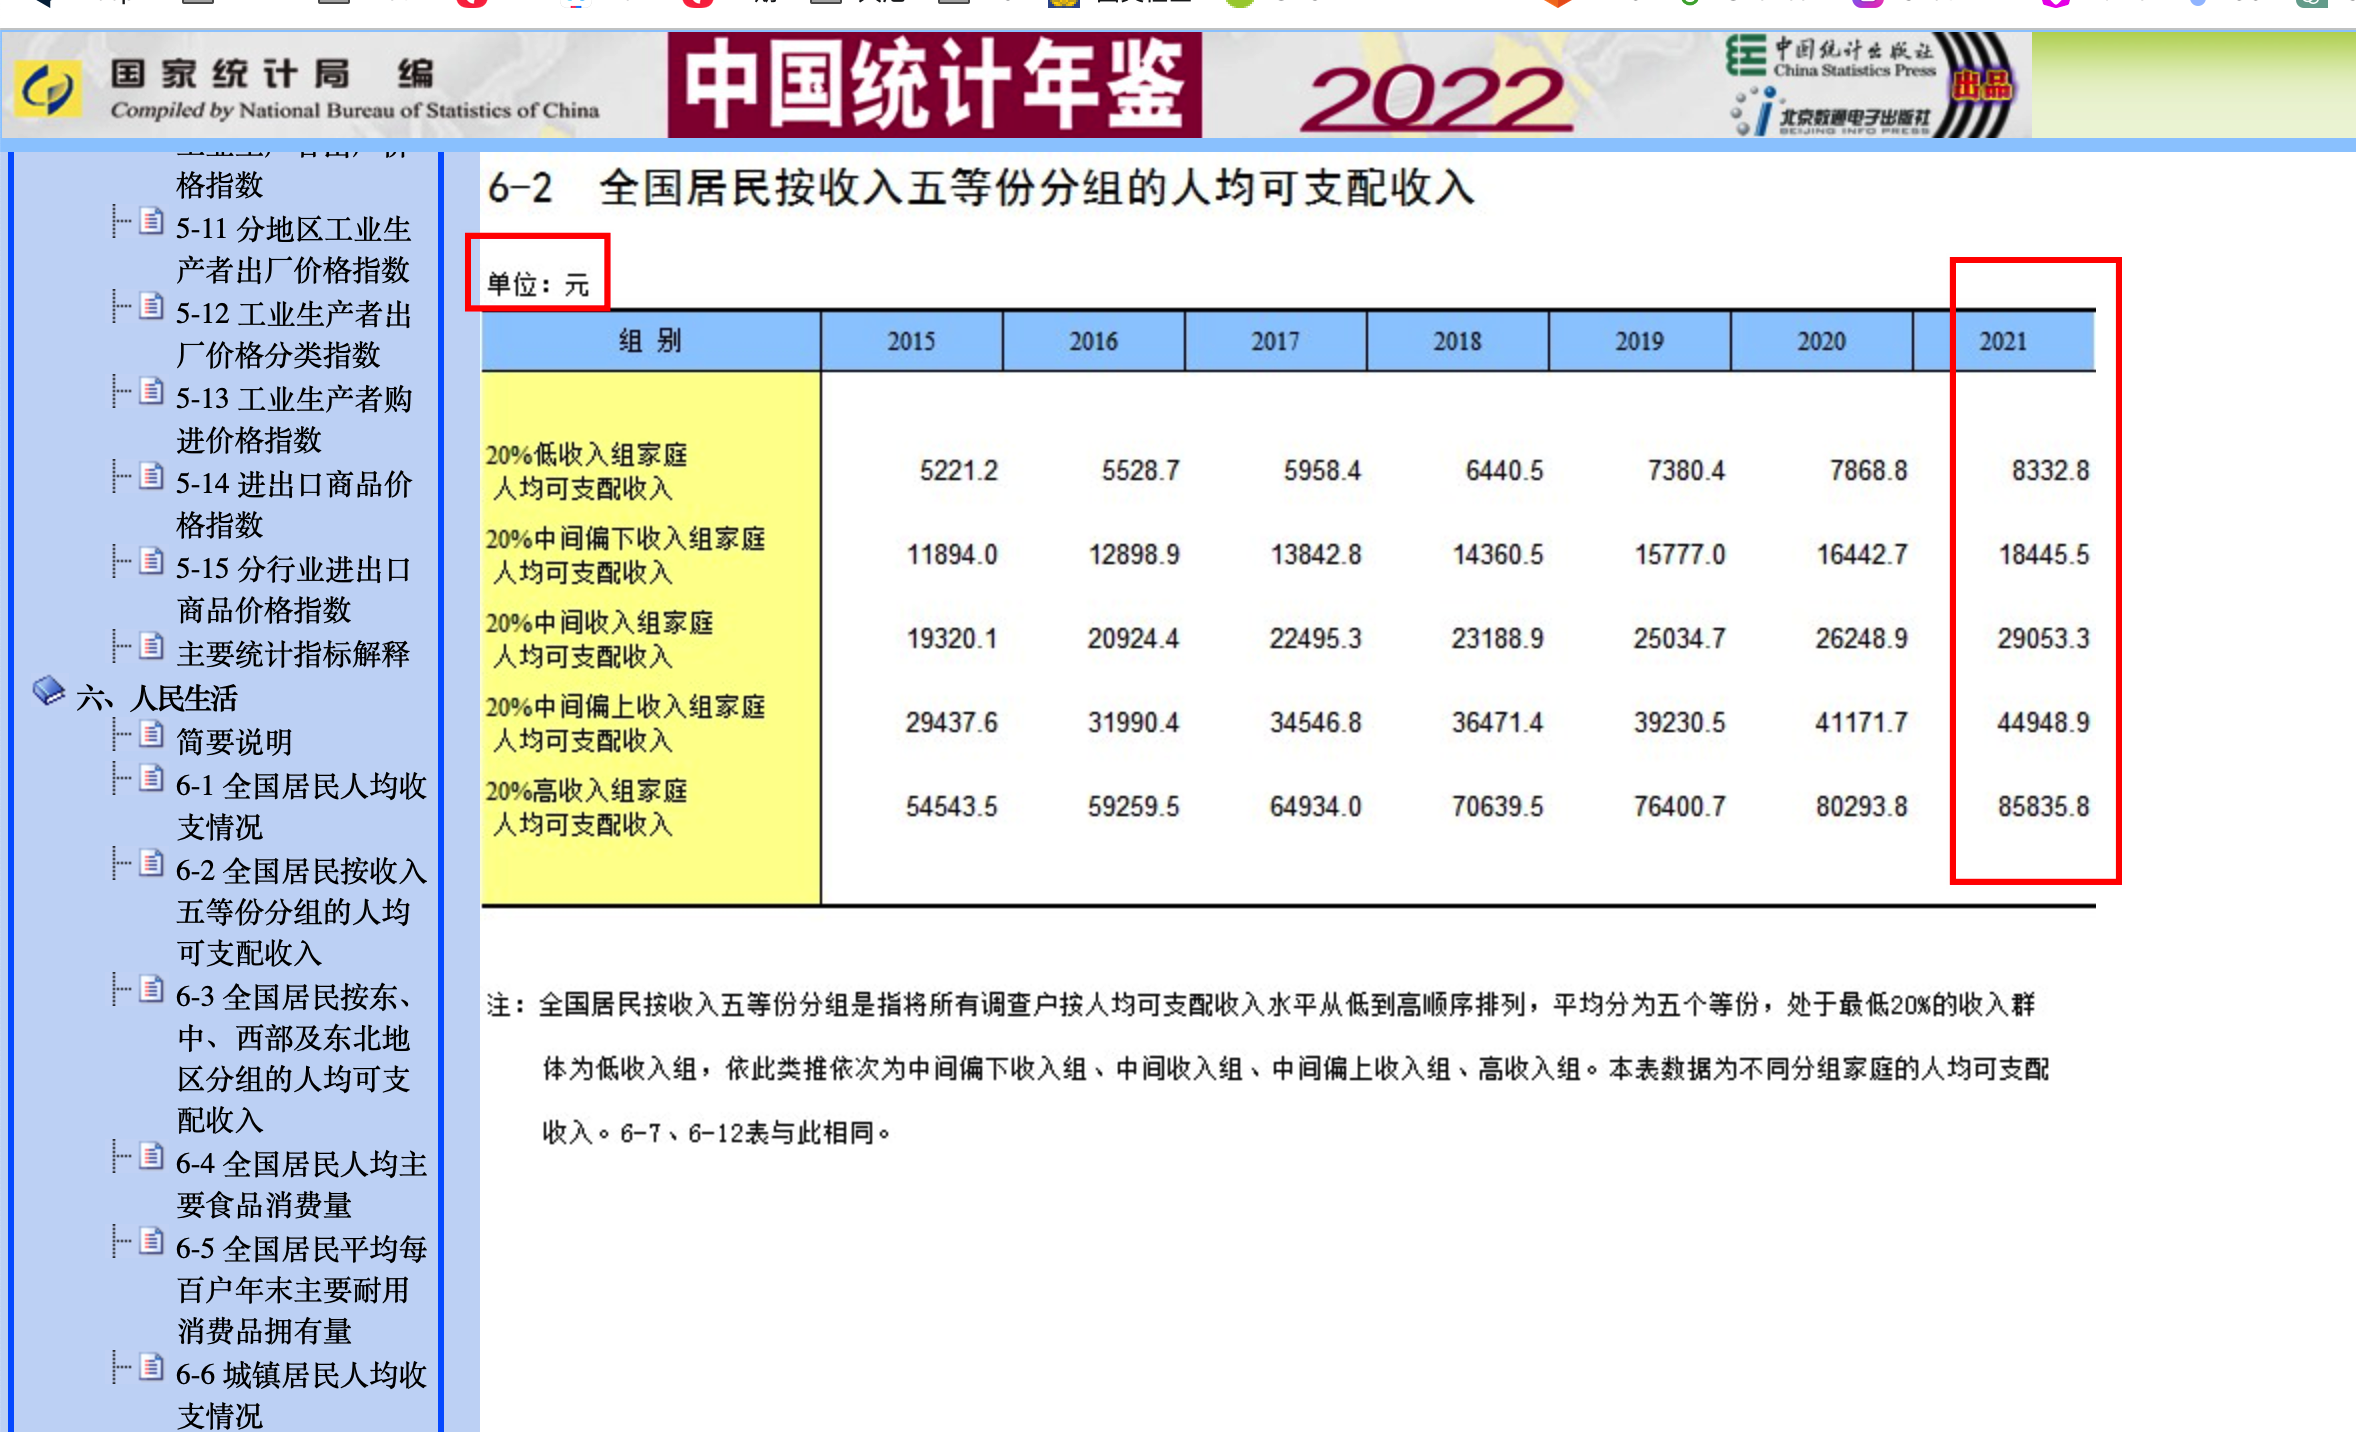 国家统计局 编
Compiled by National Bureau of Statistics of China
中国统计年鉴
2022
中国统计出版社
China Statistics Press
北京数通电子出版社
BEIJING INFO PRESS
出品
格指数
5-11 分地区工业生
产者出厂价格指数
5-12 工业生产者出
厂价格分类指数
5-13 工业生产者购
进价格指数
5-14 进出口商品价
格指数
5-15 分行业进出口
商品价格指数
主要统计指标解释
六、人民生活
简要说明
6-1 全国居民人均收
支情况
6-2 全国居民按收入
五等份分组的人均
可支配收入
6-3 全国居民按东、
中、西部及东北地
区分组的人均可支
配收入
6-4 全国居民人均主
要食品消费量
6-5 全国居民平均每
百户年末主要耐用
消费品拥有量
6-6 城镇居民人均收
支情况
6-2 全国居民按收入五等份分组的人均可支配收入
单位：元
组 别 2015 2016 2017 2018 2019 2020 2021
20%低收入组家庭
人均可支配收入 5221.2 5528.7 5958.4 6440.5 7380.4 7868.8 8332.8
20%中间偏下收入组家庭
人均可支配收入 11894.0 12898.9 13842.8 14360.5 15777.0 16442.7 18445.5
20%中间收入组家庭
人均可支配收入 19320.1 20924.4 22495.3 23188.9 25034.7 26248.9 29053.3
20%中间偏上收入组家庭
人均可支配收入 29437.6 31990.4 34546.8 36471.4 39230.5 41171.7 44948.9
20%高收入组家庭
人均可支配收入 54543.5 59259.5 64934.0 70639.5 76400.7 80293.8 85835.8
注：全国居民按收入五等份分组是指将所有调查户按人均可支配收入水平从低到高顺序排列，平均分为五个等份，处于最低20%的收入群
体为低收入组，依此类推依次为中间偏下收入组、中间收入组、中间偏上收入组、高收入组。本表数据为不同分组家庭的人均可支配
收入。6-7、6-12表与此相同。